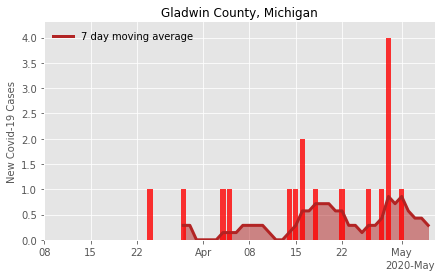 Gladwin County, Michigan
7 day moving average
New Covid-19 Cases
4.0
3.5
3.0
2.5
2.0
1.5
1.0
0.5
0.0
08 15 22 Apr 08 15 22 May
2020-May